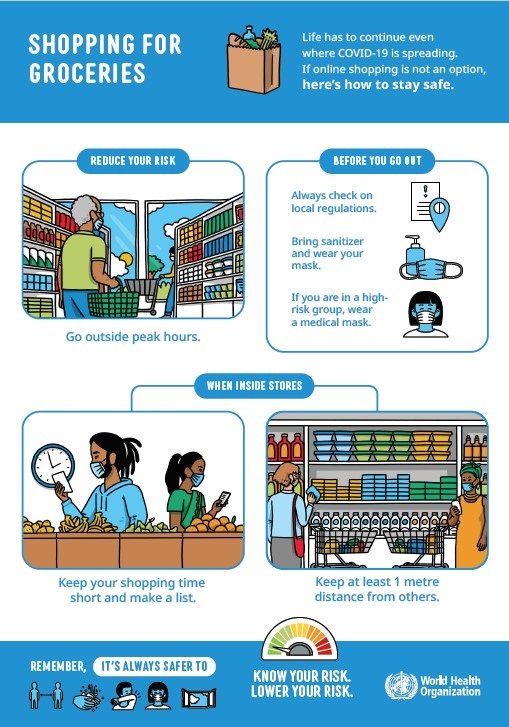 SHOPPING FOR
GROCERIES
Life has to continue even
where COVID-19 is spreading.
If online shopping is not an option,
here's how to stay safe.
REDUCE YOUR RISK
Go outside peak hours.
BEFORE YOU GO OUT
Always check on
local regulations.
Bring sanitizer
and wear your
mask.
If you are in a high-
risk group, wear
a medical mask.
WHEN INSIDE STORES
Keep your shopping time
short and make a list.
Keep at least 1 metre
distance from others.
REMEMBER, IT'S ALWAYS SAFER TO
KNOW YOUR RISK.
LOWER YOUR RISK.
World Health
Organization